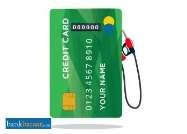 CREDIT CARD
0123 4567 8910
YOUR NAME
bankbazaar.com